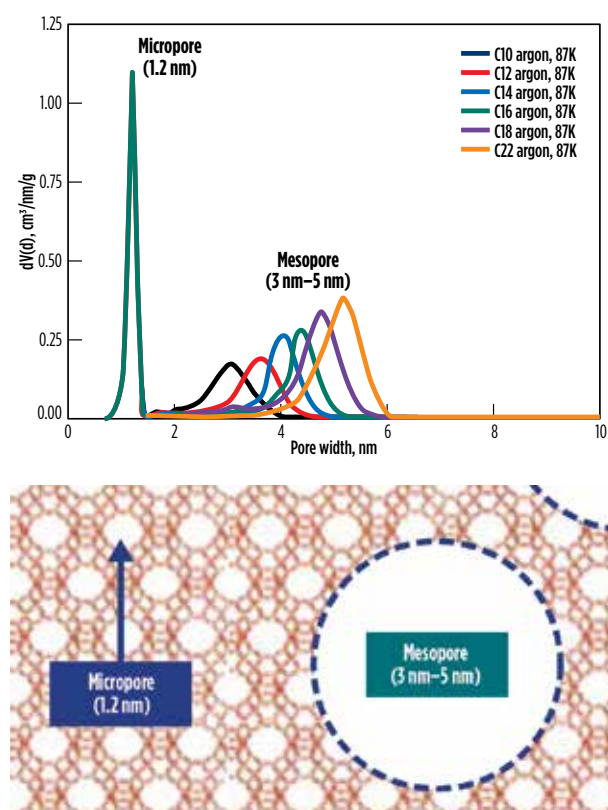 1.25
1.00
0.75
0.50
0.25
0.00
dV(d), cm³/nm/g
Micropore
(1.2 nm)
Mesopore
(3 nm–5 nm)
C10 argon, 87K
C12 argon, 87K
C14 argon, 87K
C16 argon, 87K
C18 argon, 87K
C22 argon, 87K
0 2 4 6 8 10
Pore width, nm
Micropore
(1.2 nm)
Mesopore
(3 nm–5 nm)